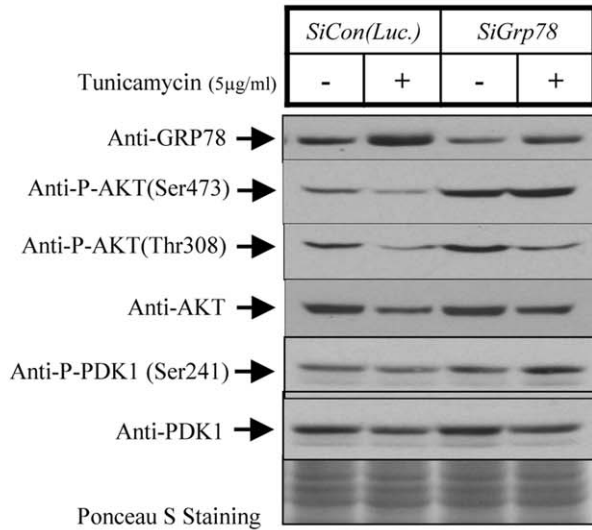 SiCon(Luc.) SiGrp78
Tunicamycin (5µg/ml) - + - +
Anti-GRP78
Anti-P-AKT(Ser473)
Anti-P-AKT(Thr308)
Anti-AKT
Anti-P-PDK1 (Ser241)
Anti-PDK1
Ponceau S Staining